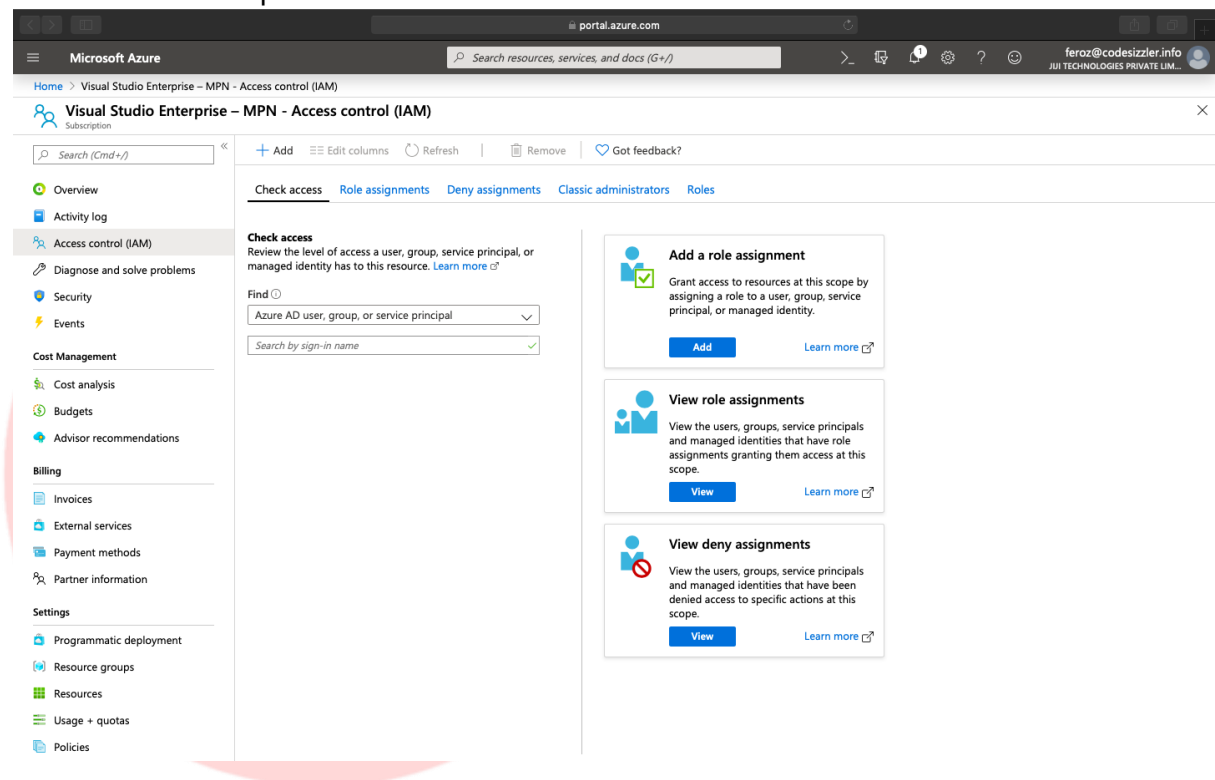 portal.azure.com
Microsoft Azure
Search resources, services, and docs (G+/)
1
feroz@codesizzler.info
JIJI TECHNOLOGIES PRIVATE LIM...
Home > Visual Studio Enterprise – MPN - Access control (IAM)
Visual Studio Enterprise – MPN - Access control (IAM)
Subscription
Search (Cmd+/)
Overview
Activity log
Access control (IAM)
Diagnose and solve problems
Security
Events
Cost Management
Cost analysis
Budgets
Advisor recommendations
Billing
Invoices
External services
Payment methods
Partner information
Settings
Programmatic deployment
Resource groups
Resources
Usage + quotas
Policies
Add Edit columns Refresh Remove Got feedback?
Check access Role assignments Deny assignments Classic administrators Roles
Check access
Review the level of access a user, group, service principal, or
managed identity has to this resource. Learn more
Find
Azure AD user, group, or service principal
Search by sign-in name
Add a role assignment
Grant access to resources at this scope by
assigning a role to a user, group, service
principal, or managed identity.
Add Learn more
View role assignments
View the users, groups, service principals
and managed identities that have role
assignments granting them access at this
scope.
View Learn more
View deny assignments
View the users, groups, service principals
and managed identities that have been
denied access to specific actions at this
scope.
View Learn more